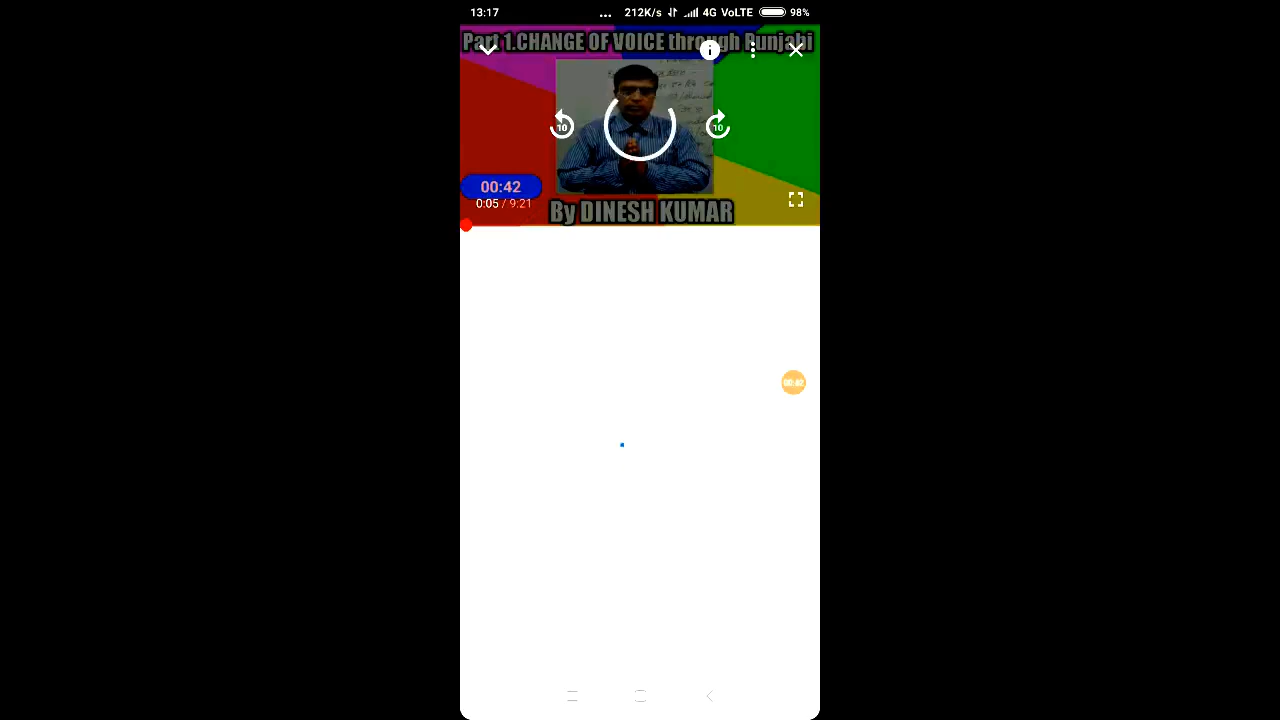 13:17 ... 212K/s 4G VoLTE 98%
Part 1.CHANGE OF VOICE through Punjabi
10 10
00:42
0:05 / 9:21
By DINESH KUMAR